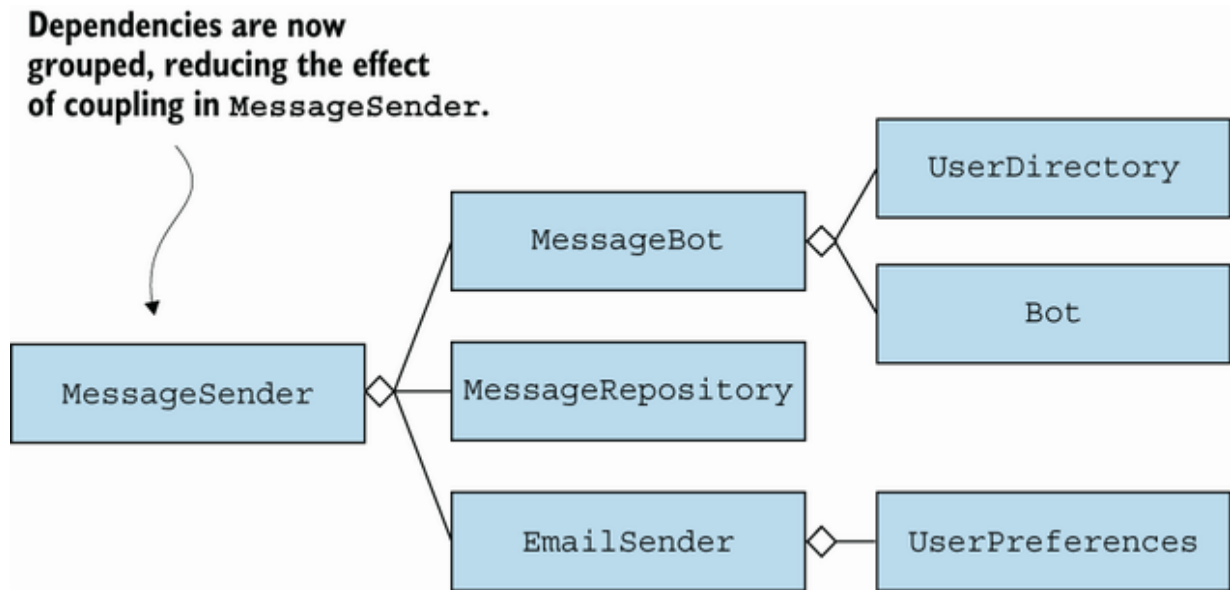 Dependencies are now
grouped, reducing the effect
of coupling in MessageSender.
UserDirectory
MessageBot
Bot
MessageSender
MessageRepository
EmailSender
UserPreferences